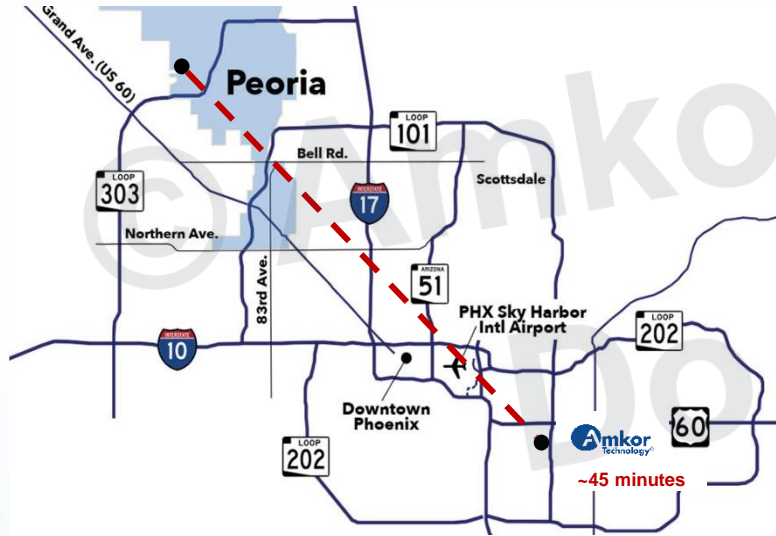 Grand Ave. (US 60)
Peoria
LOOP
101
Bell Rd.
Scottsdale
LOOP
303
INTERSTATE
17
Northern Ave.
83rd Ave.
ARIZONA
51
PHX Sky Harbor
Intl Airport
LOOP
202
INTERSTATE
10
Downtown
Phoenix
Amkor
Technology®
60
LOOP
202
~45 minutes
© Amko
Do